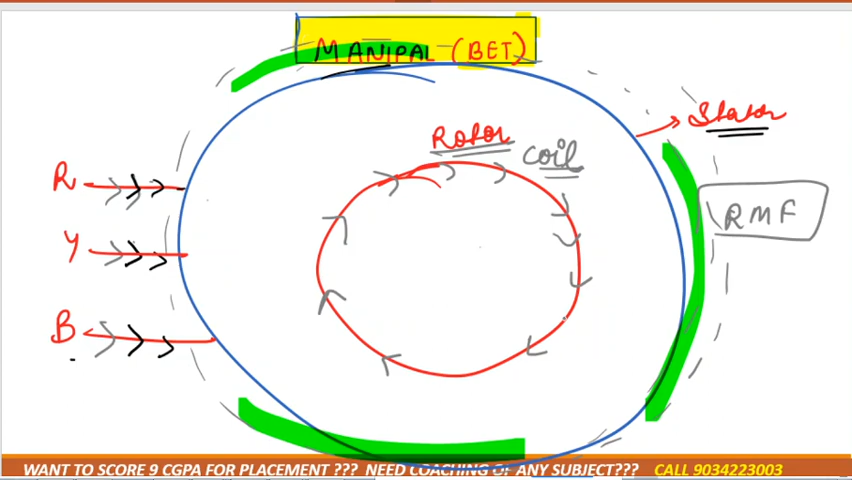 MANIPAL (BET)
Stator
Rotor
coil
R
RMF
Y
B
WANT TO SCORE 9 CGPA FOR PLACEMENT ??? NEED COACHING OF ANY SUBJECT??? CALL 9034223003